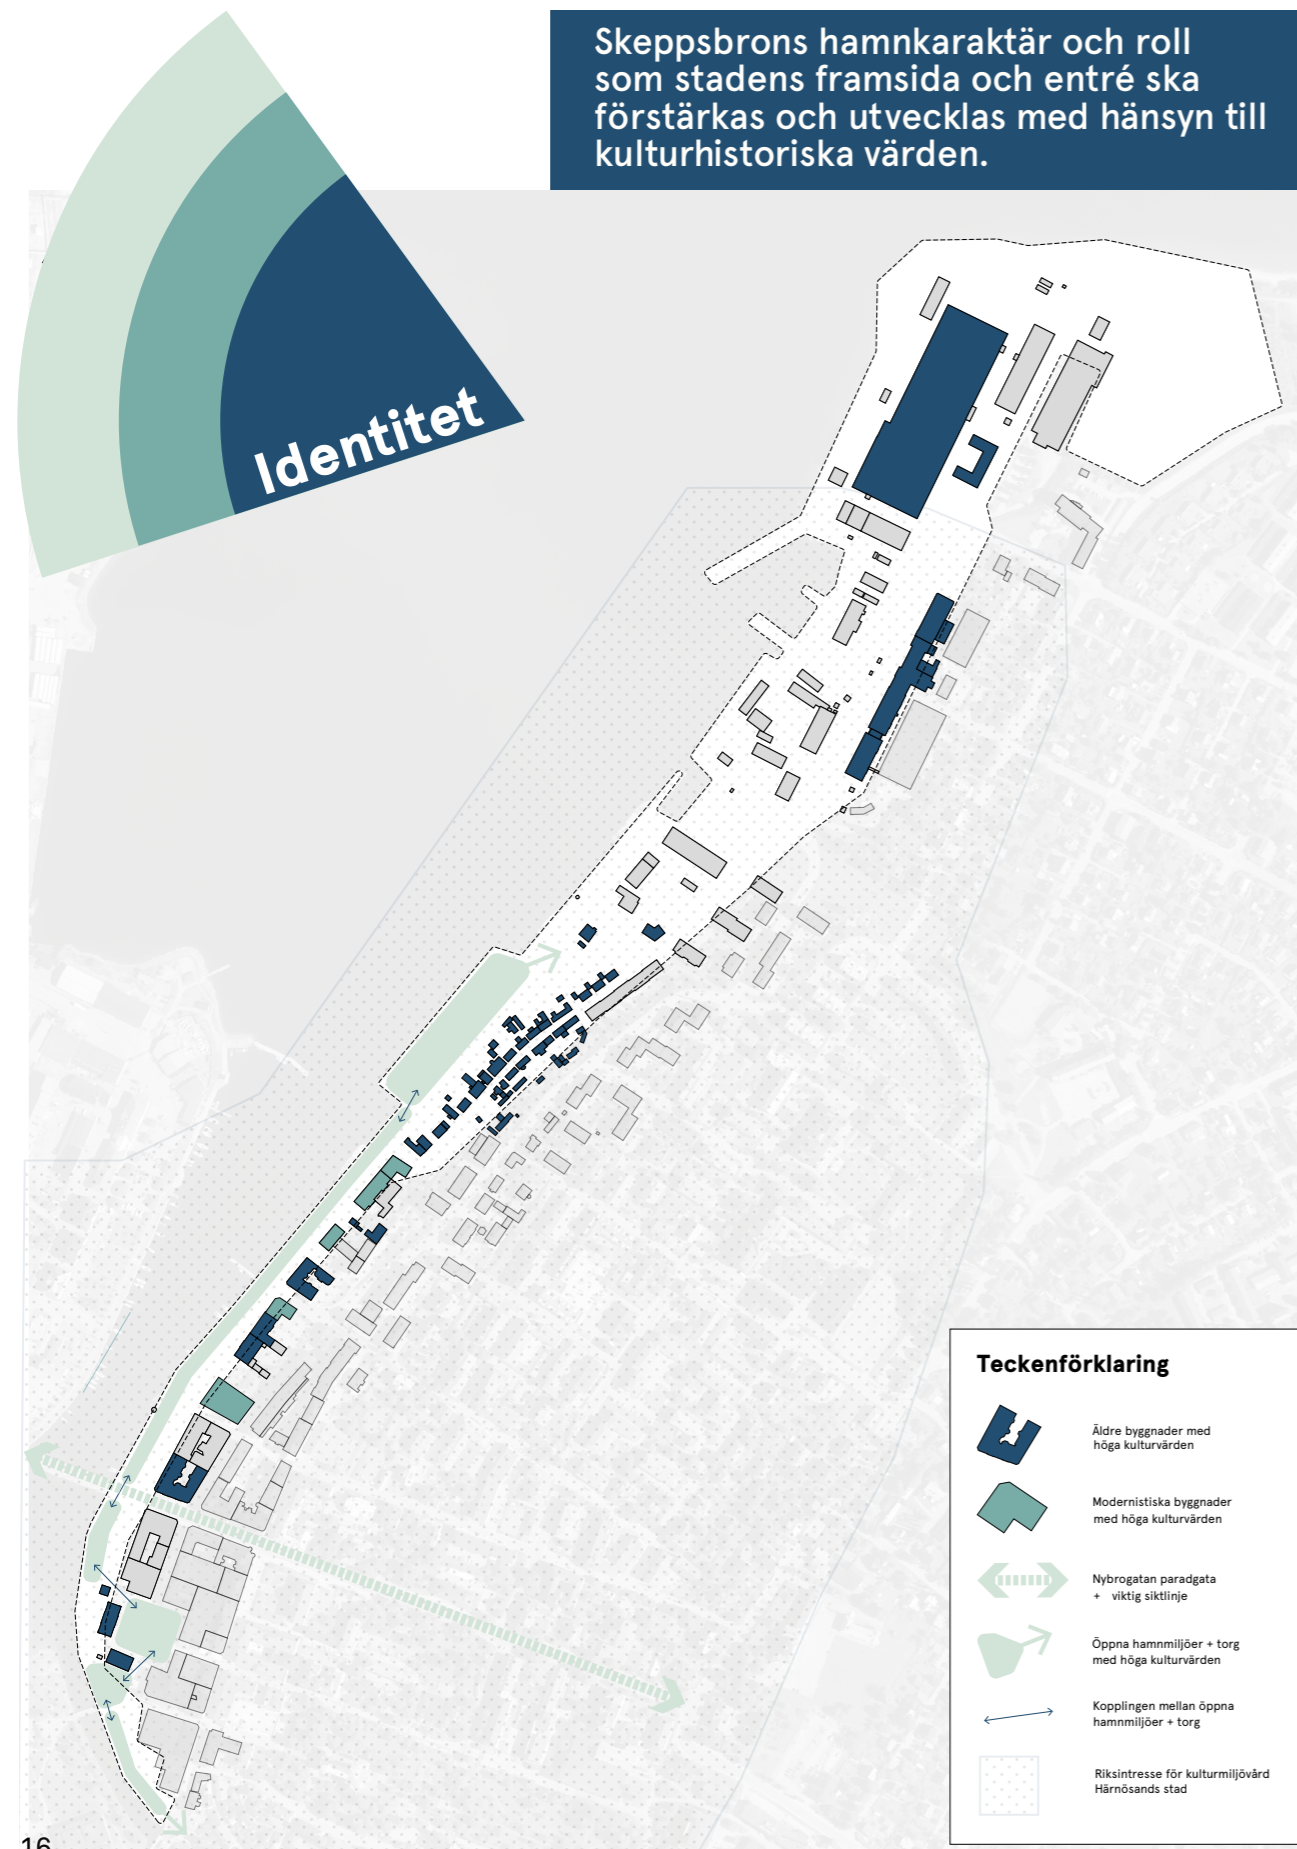 Skeppsbrons hamnkaraktär och roll
som stadens framsida och entré ska
förstärkas och utvecklas med hänsyn till
kulturhistoriska värden.
Identitet
Teckenförklaring
Äldre byggnader med
höga kulturvärden
Modernistiska byggnader
med höga kulturvärden
Nybrogatan paradgata
+ viktig siktlinje
Öppna hamnmiljöer + torg
med höga kulturvärden
Kopplingen mellan öppna
hamnmiljöer + torg
Riksintresse för kulturmiljövård
Härnösands stad
16